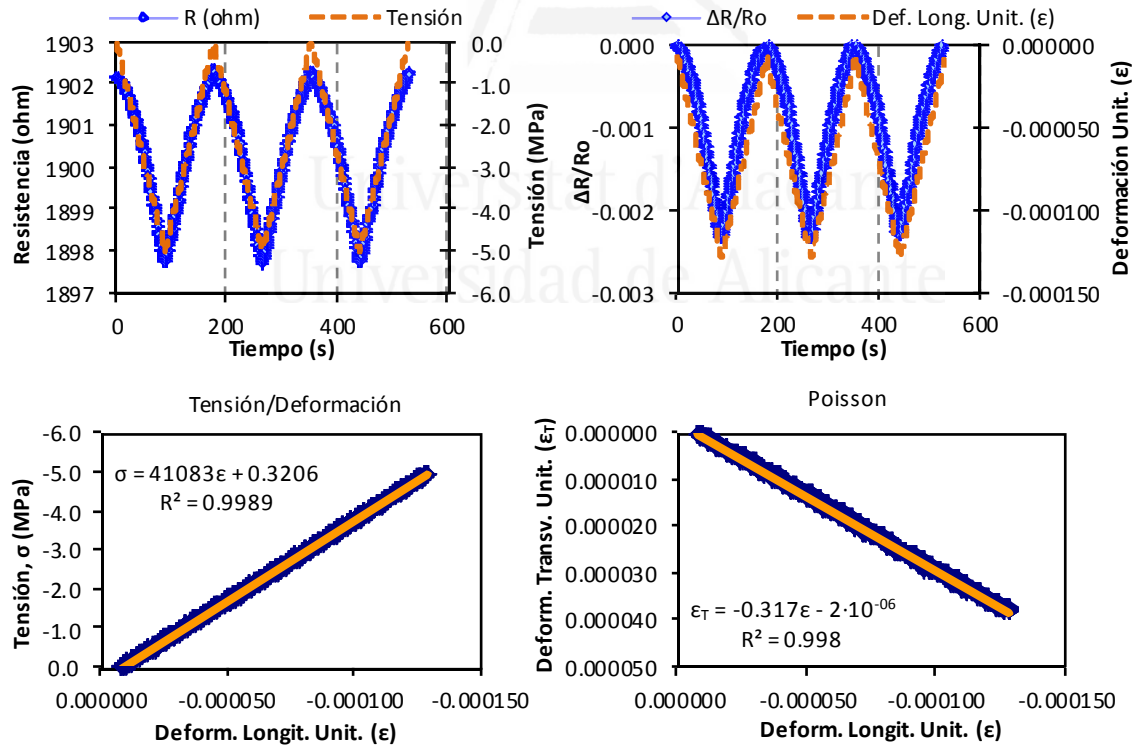 R (ohm) Tensión
1903
1902
1901
1900
1899
1898
1897
Resistencia (ohm)
0.0
-1.0
-2.0
-3.0
-4.0
-5.0
-6.0
Tensión (MPa)
0 200 400 600
Tiempo (s)
ΔR/Ro Def. Long. Unit. (ε)
0.000
-0.001
-0.002
-0.003
ΔR/Ro
0.000000
-0.000050
-0.000100
-0.000150
Deformación Unit. (ε)
0 200 400 600
Tiempo (s)
Universitat d'Alacant
Universidad de Alicante
Tensión/Deformación
-6.0
-5.0
-4.0
-3.0
-2.0
-1.0
0.0
Tensión, σ (MPa)
σ = 41083ε + 0.3206
R² = 0.9989
0.000000 -0.000050 -0.000100 -0.000150
Deform. Longit. Unit. (ε)
Poisson
0.000000
0.000010
0.000020
0.000030
0.000040
0.000050
Deform. Transv. Unit. (εT)
εT = -0.317ε - 2·10⁻⁰⁶
R² = 0.998
0.000000 -0.000050 -0.000100 -0.000150
Deform. Longit. Unit. (ε)